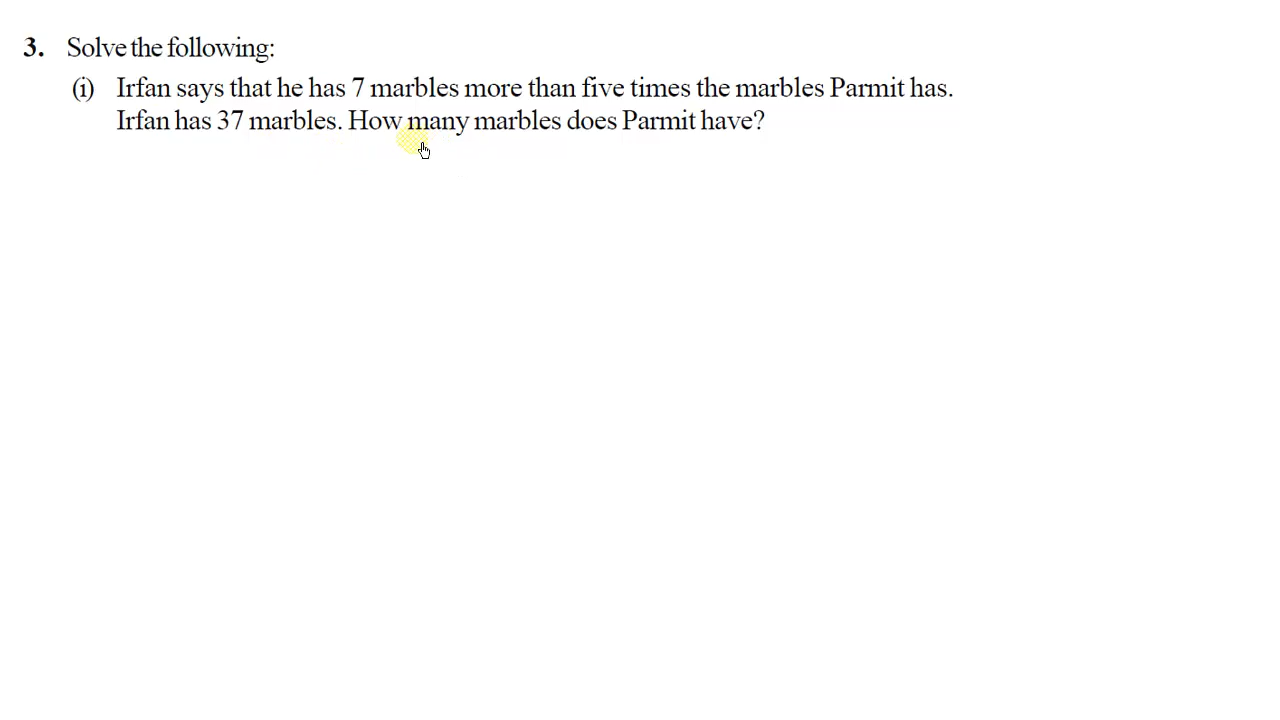 3. Solve the following:
(i) Irfan says that he has 7 marbles more than five times the marbles Parmit has.
Irfan has 37 marbles. How many marbles does Parmit have?